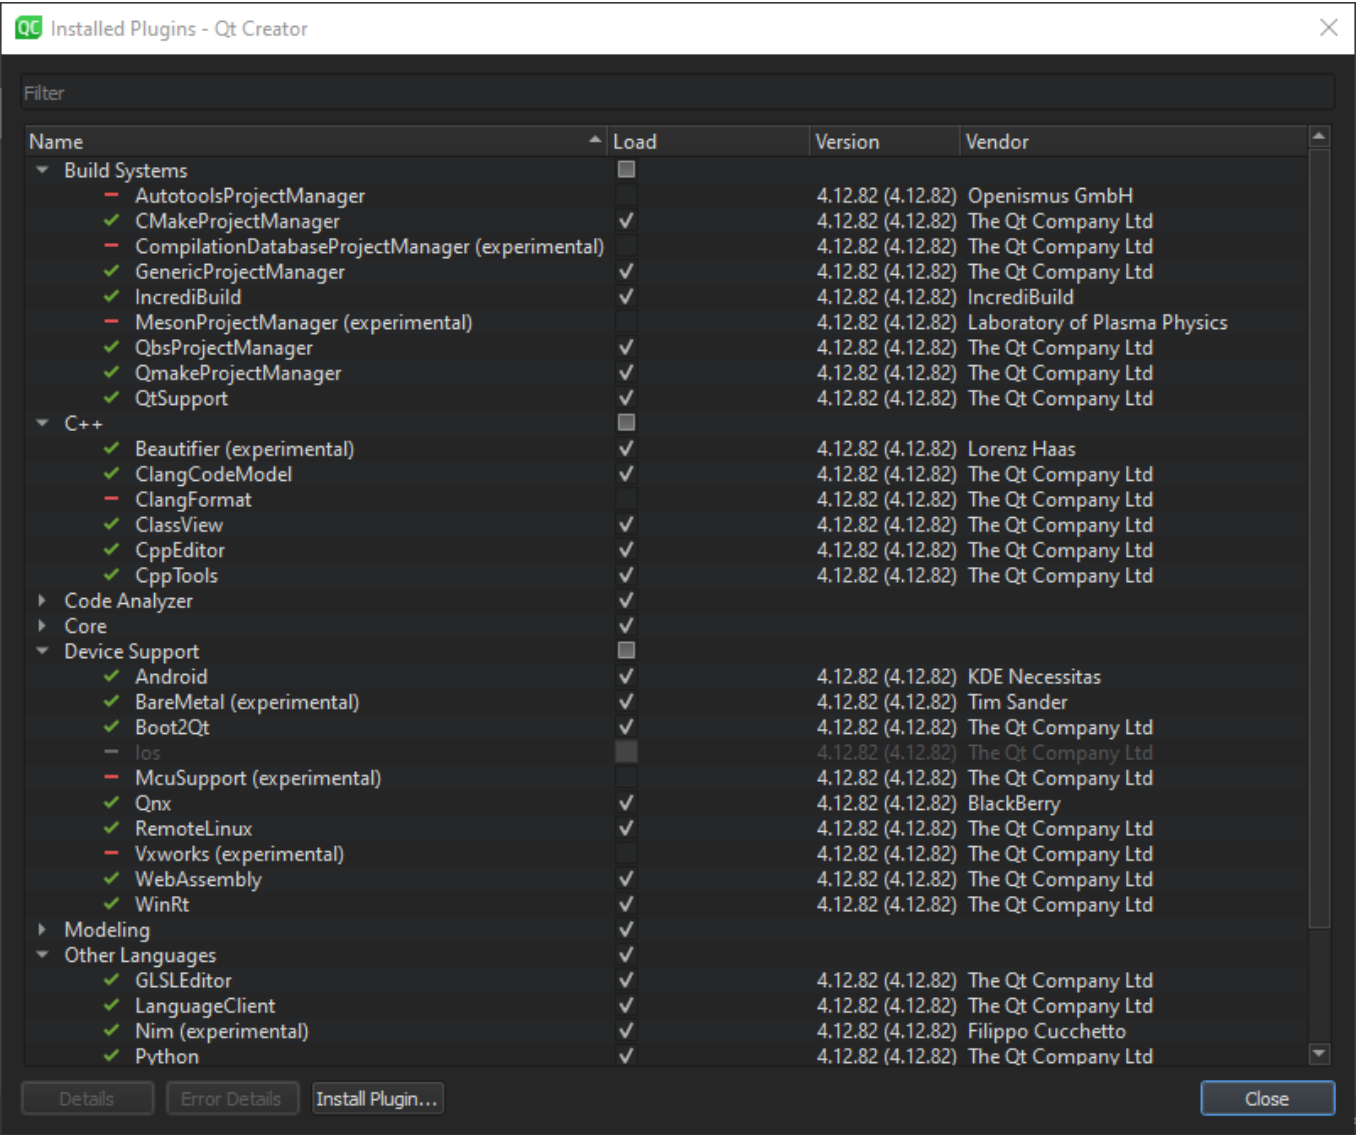 QC Installed Plugins - Qt Creator
Filter
Name Load Version Vendor
Build Systems
AutotoolsProjectManager 4.12.82 (4.12.82) Openismus GmbH
CMakeProjectManager 4.12.82 (4.12.82) The Qt Company Ltd
CompilationDatabaseProjectManager (experimental) 4.12.82 (4.12.82) The Qt Company Ltd
GenericProjectManager 4.12.82 (4.12.82) The Qt Company Ltd
IncrediBuild 4.12.82 (4.12.82) IncrediBuild
MesonProjectManager (experimental) 4.12.82 (4.12.82) Laboratory of Plasma Physics
QbsProjectManager 4.12.82 (4.12.82) The Qt Company Ltd
QmakeProjectManager 4.12.82 (4.12.82) The Qt Company Ltd
QtSupport 4.12.82 (4.12.82) The Qt Company Ltd
C++
Beautifier (experimental) 4.12.82 (4.12.82) Lorenz Haas
ClangCodeModel 4.12.82 (4.12.82) The Qt Company Ltd
ClangFormat 4.12.82 (4.12.82) The Qt Company Ltd
ClassView 4.12.82 (4.12.82) The Qt Company Ltd
CppEditor 4.12.82 (4.12.82) The Qt Company Ltd
CppTools 4.12.82 (4.12.82) The Qt Company Ltd
Code Analyzer
Core
Device Support
Android 4.12.82 (4.12.82) KDE Necessitas
BareMetal (experimental) 4.12.82 (4.12.82) Tim Sander
Boot2Qt 4.12.82 (4.12.82) The Qt Company Ltd
Ios 4.12.82 (4.12.82) The Qt Company Ltd
McuSupport (experimental) 4.12.82 (4.12.82) The Qt Company Ltd
Qnx 4.12.82 (4.12.82) BlackBerry
RemoteLinux 4.12.82 (4.12.82) The Qt Company Ltd
Vxworks (experimental) 4.12.82 (4.12.82) The Qt Company Ltd
WebAssembly 4.12.82 (4.12.82) The Qt Company Ltd
WinRt 4.12.82 (4.12.82) The Qt Company Ltd
Modeling
Other Languages
GLSLEditor 4.12.82 (4.12.82) The Qt Company Ltd
LanguageClient 4.12.82 (4.12.82) The Qt Company Ltd
Nim (experimental) 4.12.82 (4.12.82) Filippo Cucchetto
Python 4.12.82 (4.12.82) The Qt Company Ltd
Details Error Details Install Plugin... Close